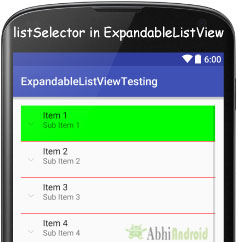 listSelector in ExpandableListView
6:00
ExpandableListViewTesting
Item 1
Sub Item 1
Item 2
Sub Item 2
Item 3
Sub Item 3
Item 4
Sub Item 4
AbhiAndroid